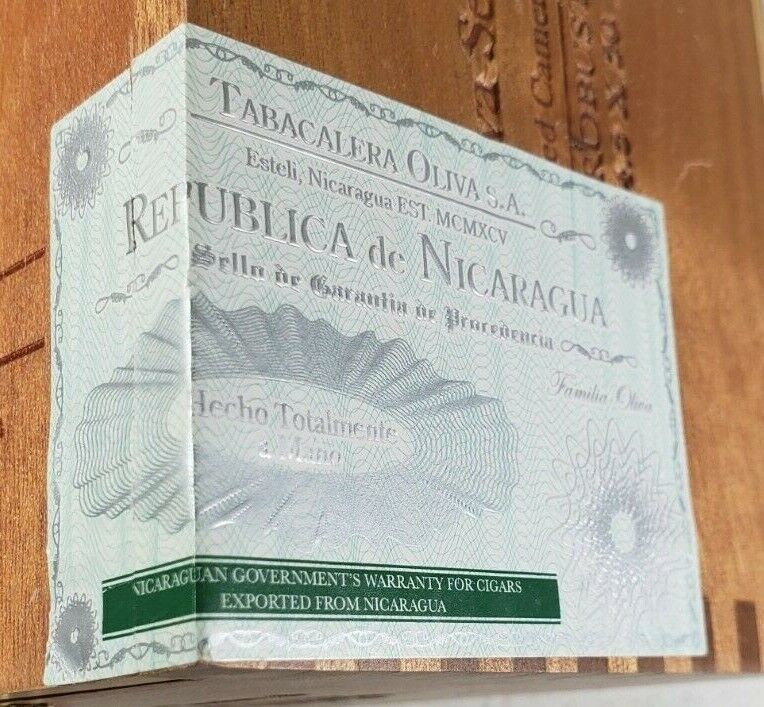 TABACALERA OLIVA S.A.
Esteli, Nicaragua EST. MCMXCV
REPUBLICA de NICARAGUA
Sello de Garantia de Procedencia
Familia Oliva
Hecho Totalmente
a Mano
NICARAGUAN GOVERNMENT'S WARRANTY FOR CIGARS
EXPORTED FROM NICARAGUA